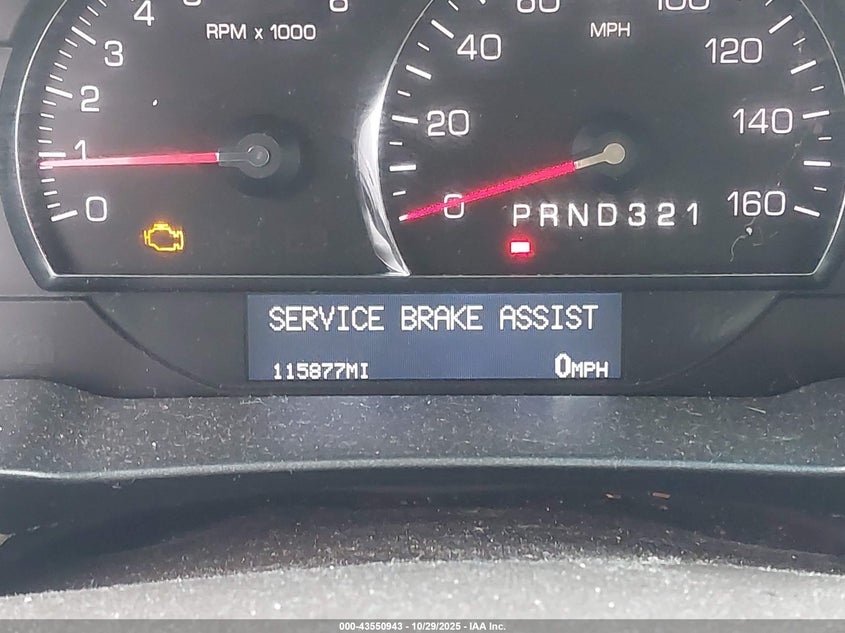 4
3
2
1
0
RPM x 1000
0
20
40
MPH
120
140
160
PRND321
SERVICE BRAKE ASSIST
115877MI 0MPH
000-43550943 - 10/29/2025 - IAA Inc.